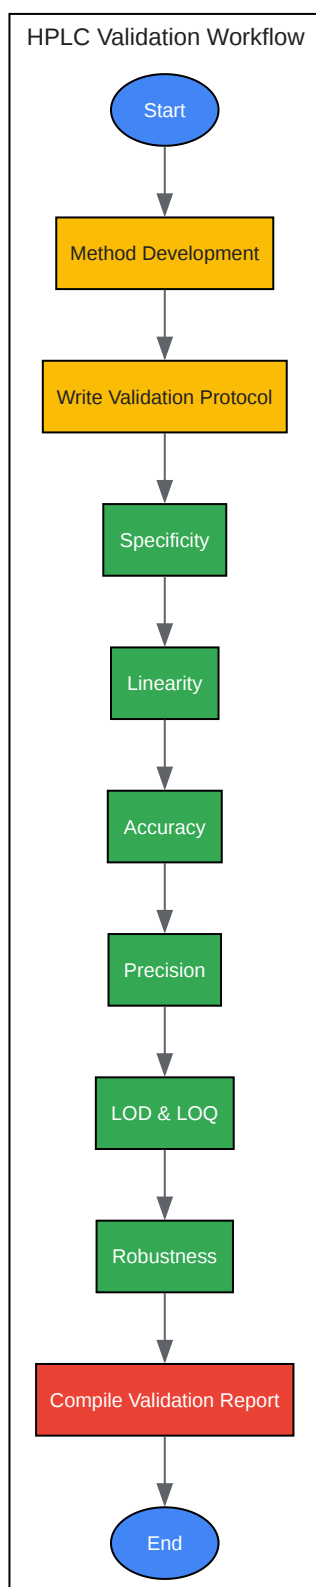 HPLC Validation Workflow
Start
Method Development
Write Validation Protocol
Specificity
Linearity
Accuracy
Precision
LOD & LOQ
Robustness
Compile Validation Report
End